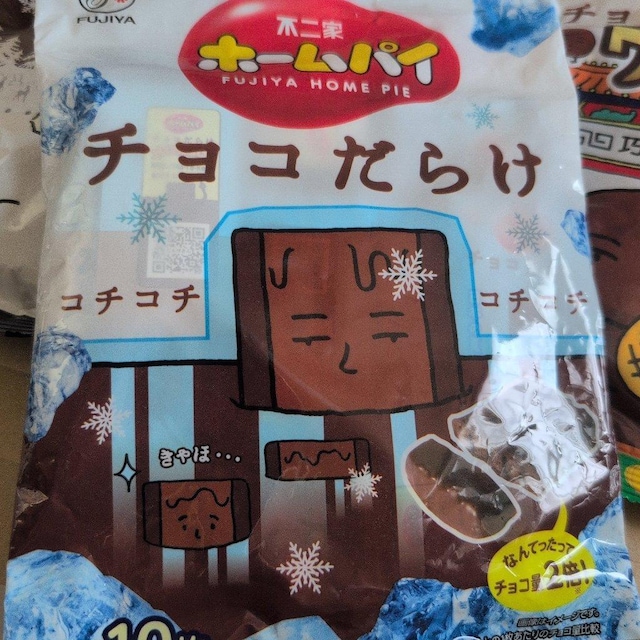 FUJIYA
不二家
ホームパイ
FUJIYA HOME PIE
チョコだらけ
コチコチ
コチコチ
きゃほ・・・
なんてったって
チョコ量2倍!
チョ